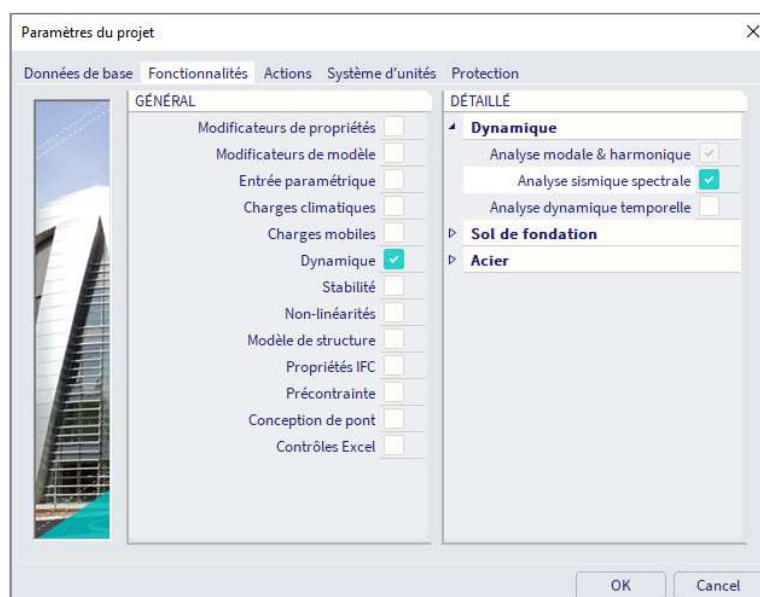 Paramètres du projet
Données de base Fonctionnalités Actions Système d'unités Protection
GÉNÉRAL
Modificateurs de propriétés
Modificateurs de modèle
Entrée paramétrique
Charges climatiques
Charges mobiles
Dynamique
Stabilité
Non-linéarités
Modèle de structure
Propriétés IFC
Précontrainte
Conception de pont
Contrôles Excel
DÉTAILLÉ
Dynamique
Analyse modale & harmonique
Analyse sismique spectrale
Analyse dynamique temporelle
Sol de fondation
Acier
OK Cancel